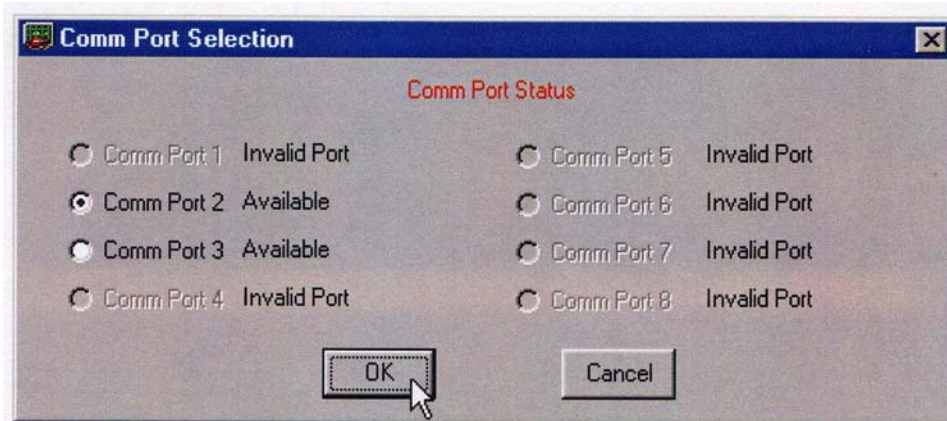 Comm Port Selection
Comm Port Status
Comm Port 1 Invalid Port
Comm Port 2 Available
Comm Port 3 Available
Comm Port 4 Invalid Port
Comm Port 5 Invalid Port
Comm Port 6 Invalid Port
Comm Port 7 Invalid Port
Comm Port 8 Invalid Port
OK
Cancel